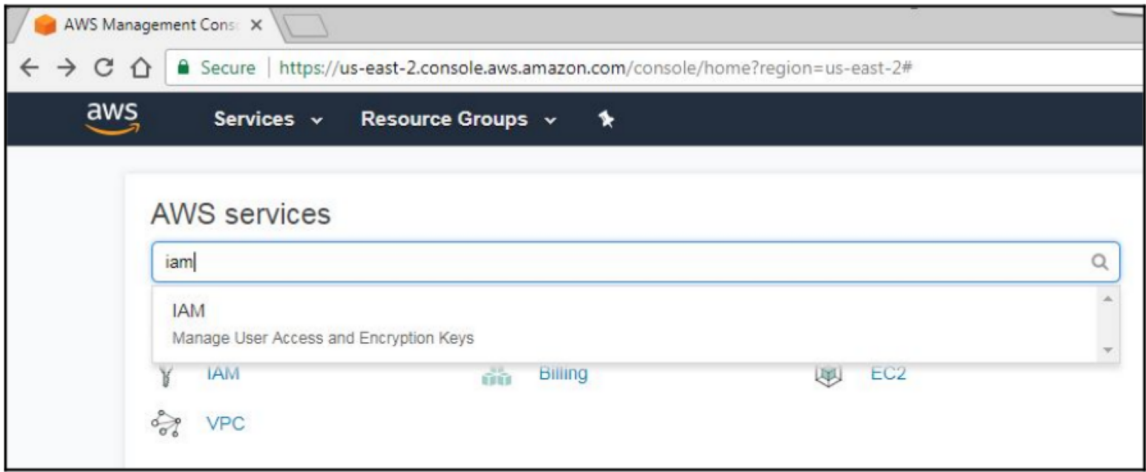 AWS Management Cons
Secure | https://us-east-2.console.aws.amazon.com/console/home?region=us-east-2#
aws Services Resource Groups
AWS services
iam
IAM
Manage User Access and Encryption Keys
IAM Billing EC2
VPC